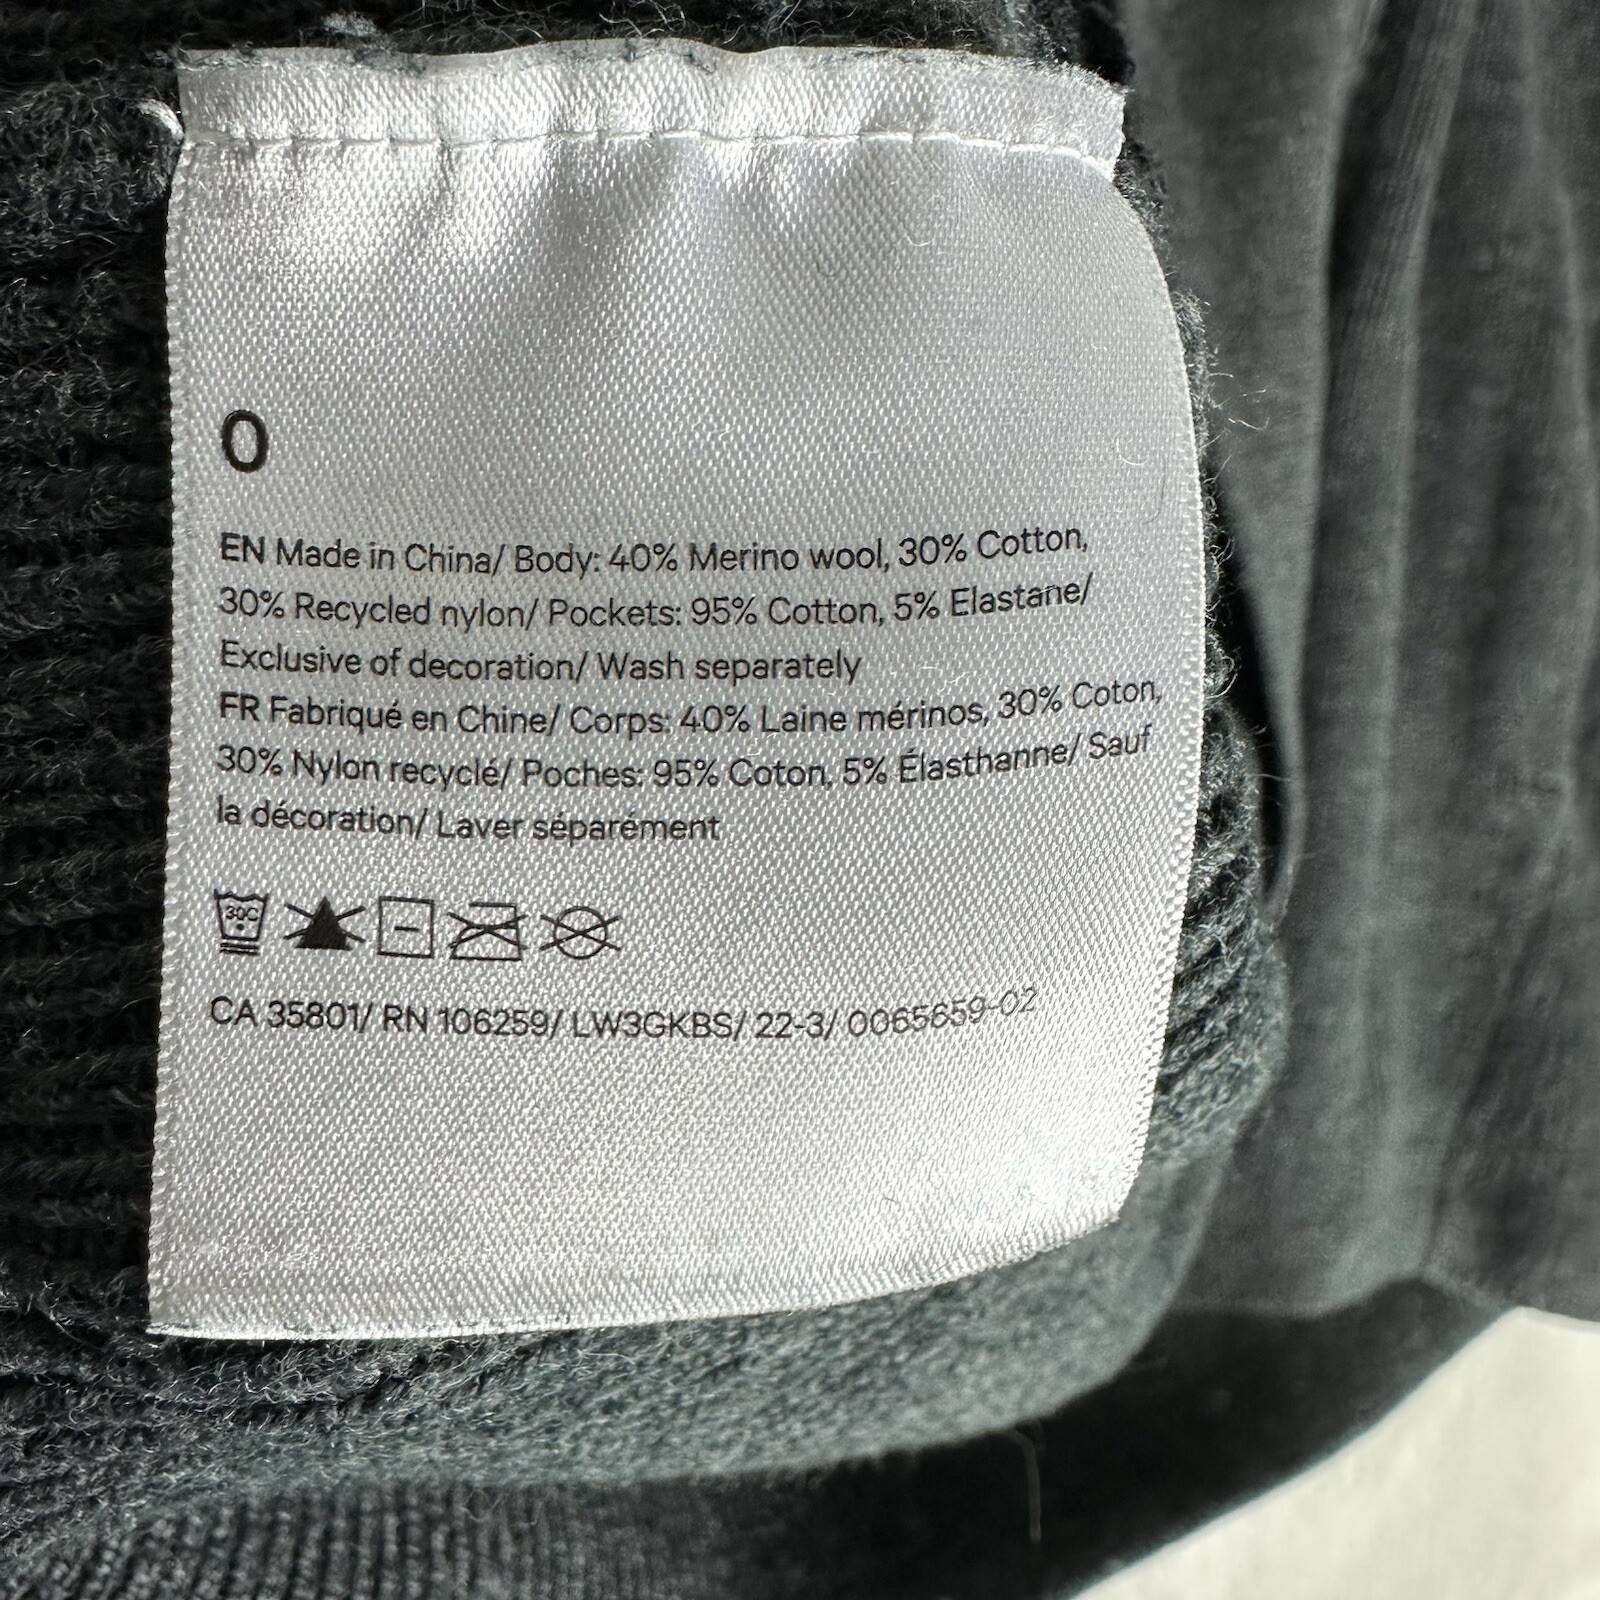 0
EN Made in China/ Body: 40% Merino wool, 30% Cotton,
30% Recycled nylon/ Pockets: 95% Cotton, 5% Elastane/
Exclusive of decoration/ Wash separately
FR Fabriqué en Chine/ Corps: 40% Laine mérinos, 30% Coton,
30% Nylon recyclé/ Poches: 95% Coton, 5% Élasthanne/ Sauf
la décoration/ Laver séparément
30C
CA 35801/ RN 106259/ LW3GKBS/ 22-3/ 0065659-02